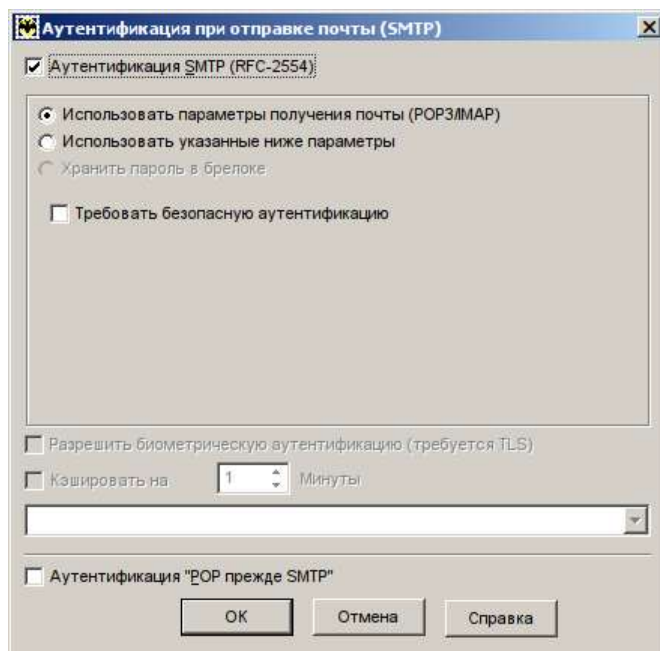 Аутентификация при отправке почты (SMTP)
Аутентификация SMTP (RFC-2554)
Использовать параметры получения почты (POP3/IMAP)
Использовать указанные ниже параметры
Хранить пароль в брелоке
Требовать безопасную аутентификацию
Разрешить биометрическую аутентификацию (требуется TLS)
Кэшировать на 1 Минуты
Аутентификация "POP прежде SMTP"
ОК Отмена Справка